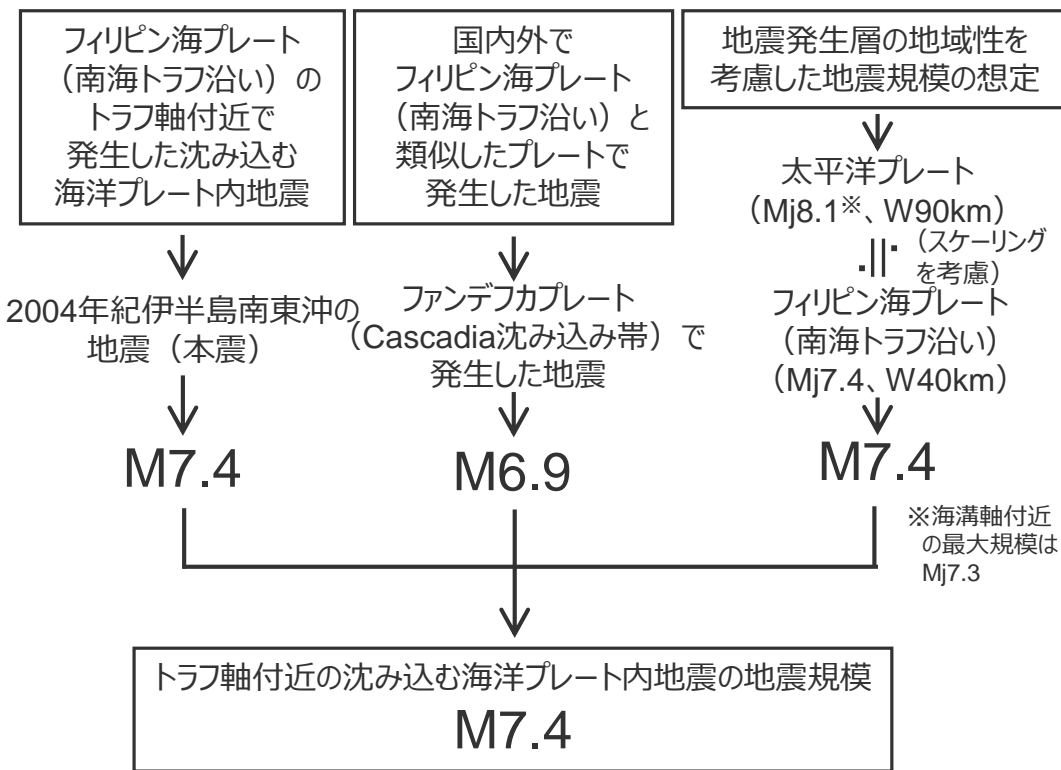 フィリピン海プレート
（南海トラフ沿い）の
トラフ軸付近で
発生した沈み込む
海洋プレート内地震
国内外で
フィリピン海プレート
（南海トラフ沿い）と
類似したプレートで
発生した地震
地震発生層の地域性を
考慮した地震規模の想定
2004年紀伊半島南東沖の
地震（本震）
ファンデフカプレート
（Cascadia沈み込み帯）で
発生した地震
太平洋プレート
（Mj8.1※、W90km）
（スケーリング
を考慮）
フィリピン海プレート
（南海トラフ沿い）
（Mj7.4、W40km）
M7.4
M6.9
M7.4
※海溝軸付近
の最大規模は
Mj7.3
トラフ軸付近の沈み込む海洋プレート内地震の地震規模
M7.4